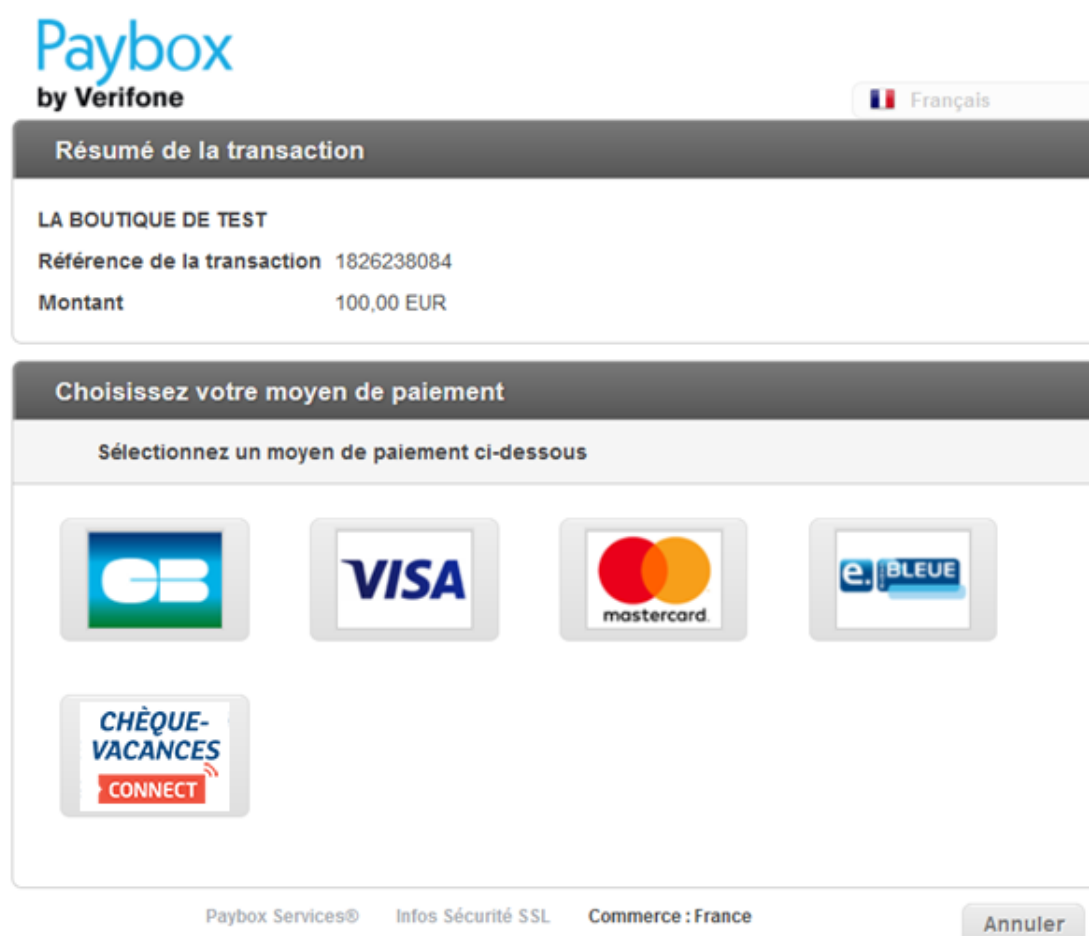 Paybox
by Verifone
Français
Résumé de la transaction
LA BOUTIQUE DE TEST
Référence de la transaction 1826238084
Montant 100,00 EUR
Choisissez votre moyen de paiement
Sélectionnez un moyen de paiement ci-dessous
CB VISA mastercard. e. BLEUE
CHÈQUE-
VACANCES
CONNECT
Paybox Services® Infos Sécurité SSL Commerce : France Annuler